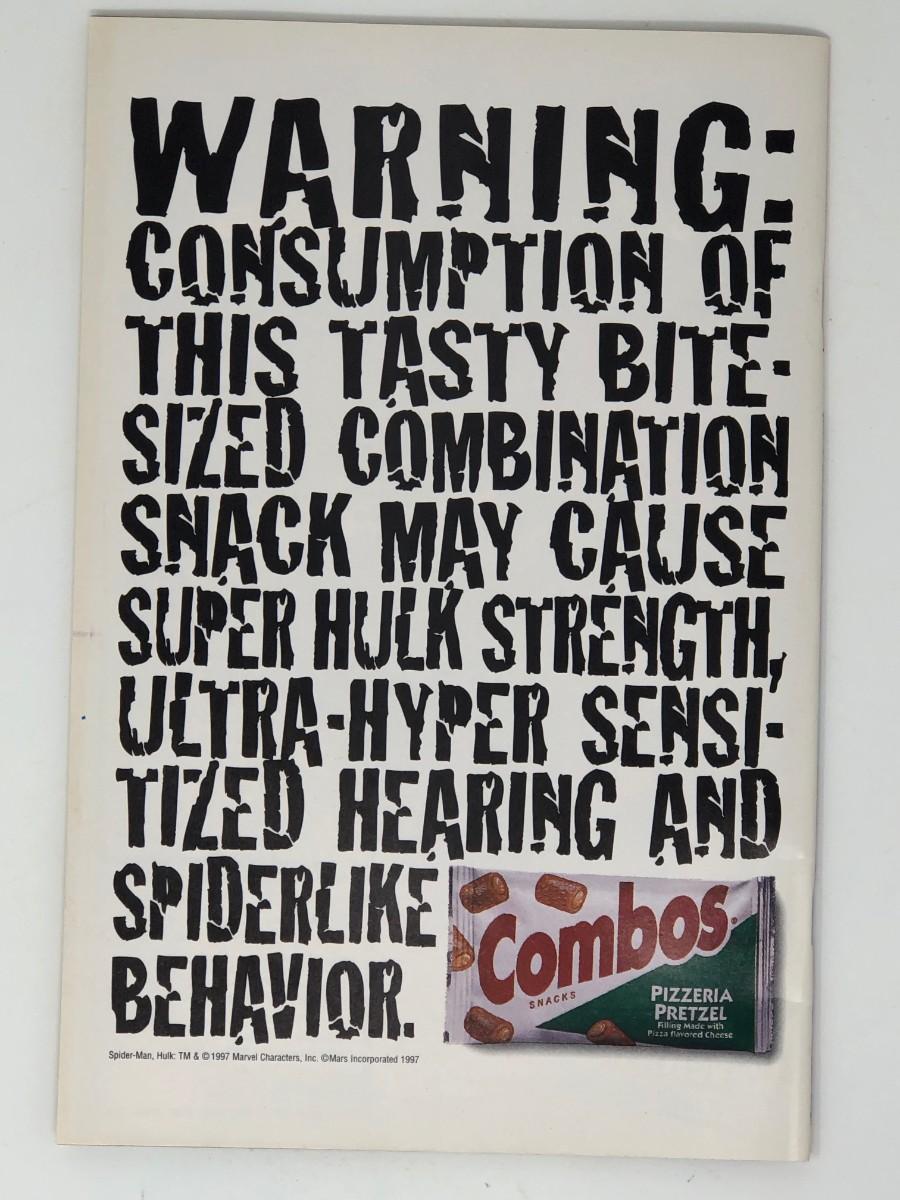 WARNING:
CONSUMPTION OF
THIS TASTY BITE-
SIZED COMBINATION
SNACK MAY CAUSE
SUPER HULK STRENGTH,
ULTRA-HYPER SENSI-
TIZED HEARING AND
SPIDERLIKE
BEHAVIOR.
Combos®
SNACKS
PIZZERIA
PRETZEL
Filling Made with
Pizza flavored Cheese
Spider-Man, Hulk: TM & ©1997 Marvel Characters, Inc. ©Mars Incorporated 1997